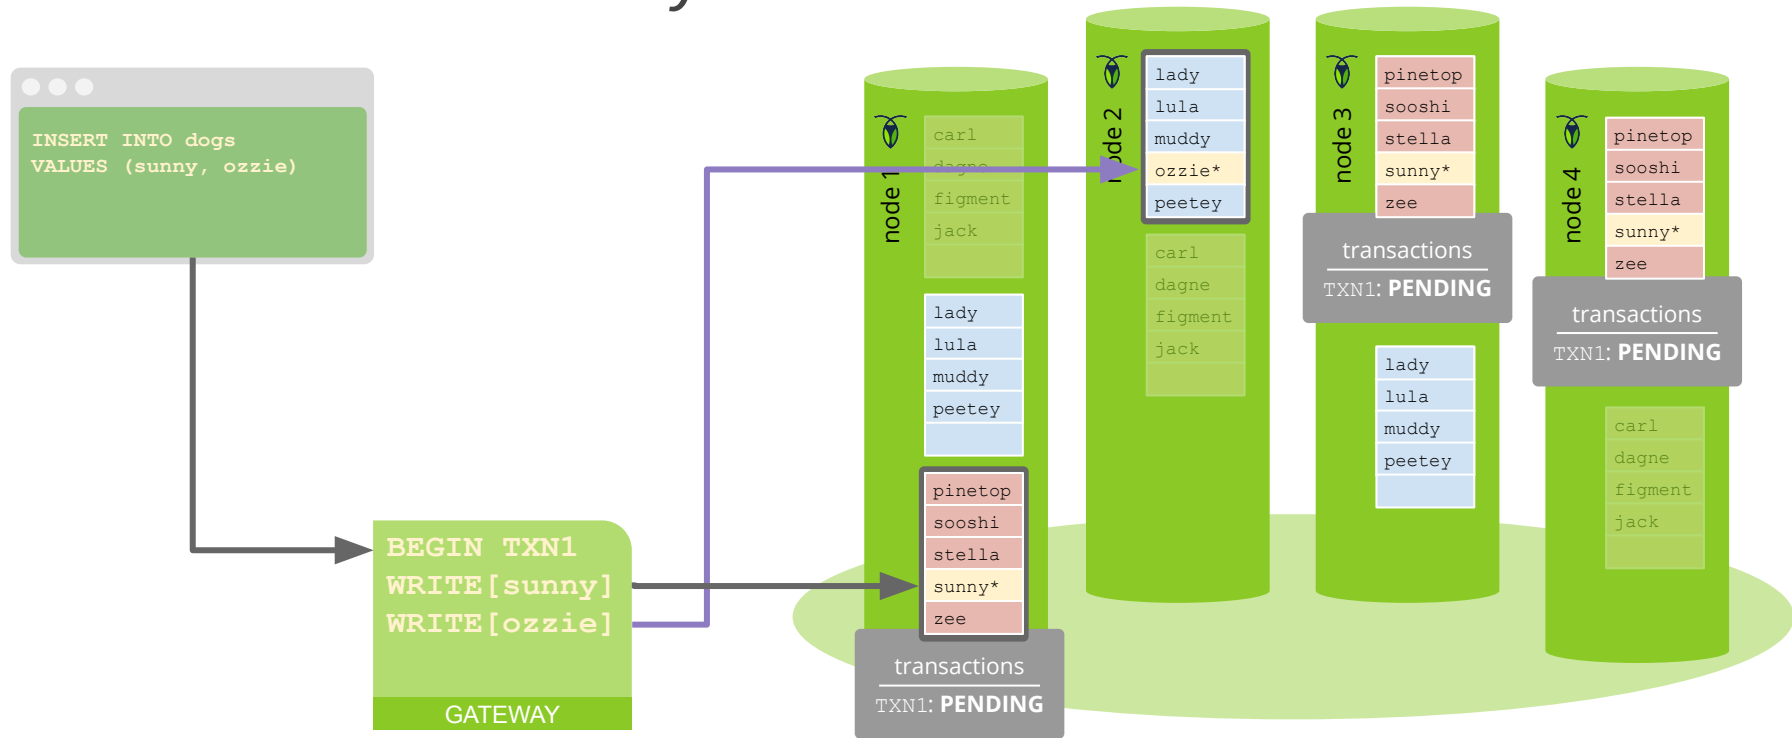 INSERT INTO dogs
VALUES (sunny, ozzie)
BEGIN TXN1
WRITE[sunny]
WRITE[ozzie]
GATEWAY
node 1
carl
dagne
figment
jack
lady
lula
muddy
peetey
pinetop
sooshi
stella
sunny*
zee
transactions
TXN1: PENDING
node 2
lady
lula
muddy
ozzie*
peetey
carl
dagne
figment
jack
node 3
pinetop
sooshi
stella
sunny*
zee
transactions
TXN1: PENDING
lady
lula
muddy
peetey
node 4
pinetop
sooshi
stella
sunny*
zee
transactions
TXN1: PENDING
carl
dagne
figment
jack